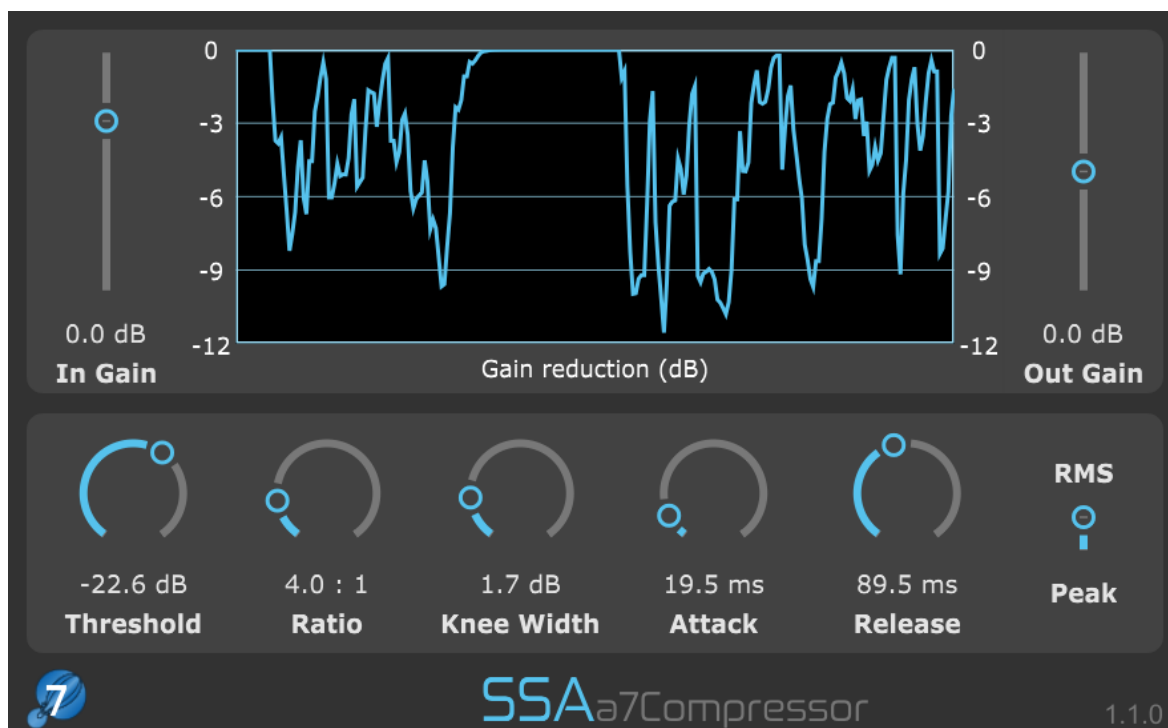 0 0
-3 -3
-6 -6
-9 -9
0.0 dB -12 -12 0.0 dB
In Gain Gain reduction (dB) Out Gain
RMS
-22.6 dB 4.0 : 1 1.7 dB 19.5 ms 89.5 ms Peak
Threshold Ratio Knee Width Attack Release
7 SSAa7Compressor 1.1.0